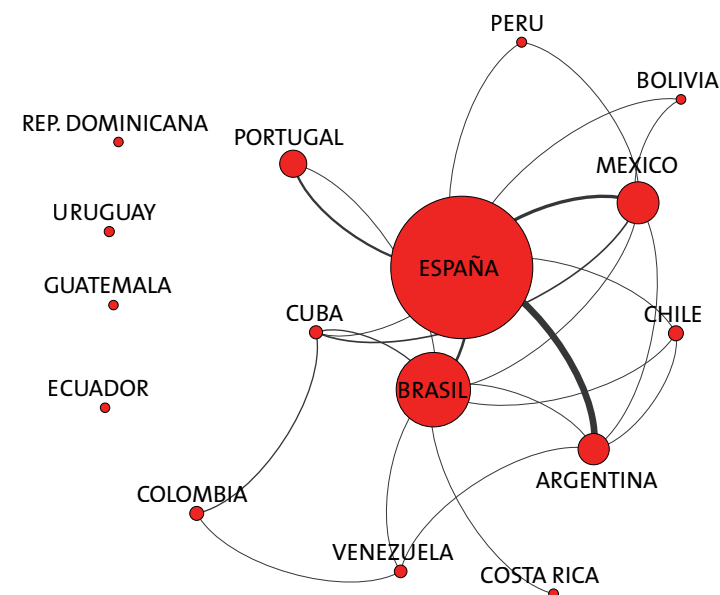 PERU
BOLIVIA
REP. DOMINICANA
PORTUGAL
MEXICO
URUGUAY
ESPAÑA
GUATEMALA
CUBA
CHILE
ECUADOR
BRASIL
ARGENTINA
COLOMBIA
VENEZUELA
COSTA RICA